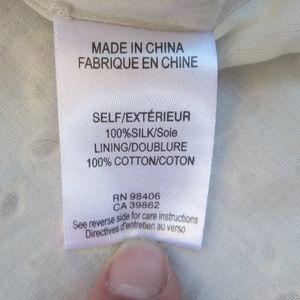 MADE IN CHINA
FABRIQUE EN CHINE
SELF/EXTÉRIEUR
100%SILK/Soie
LINING/DOUBLURE
100% COTTON/COTON
RN 98406
CA 39862
See reverse side for care instructions
Directives d'entretien au verso